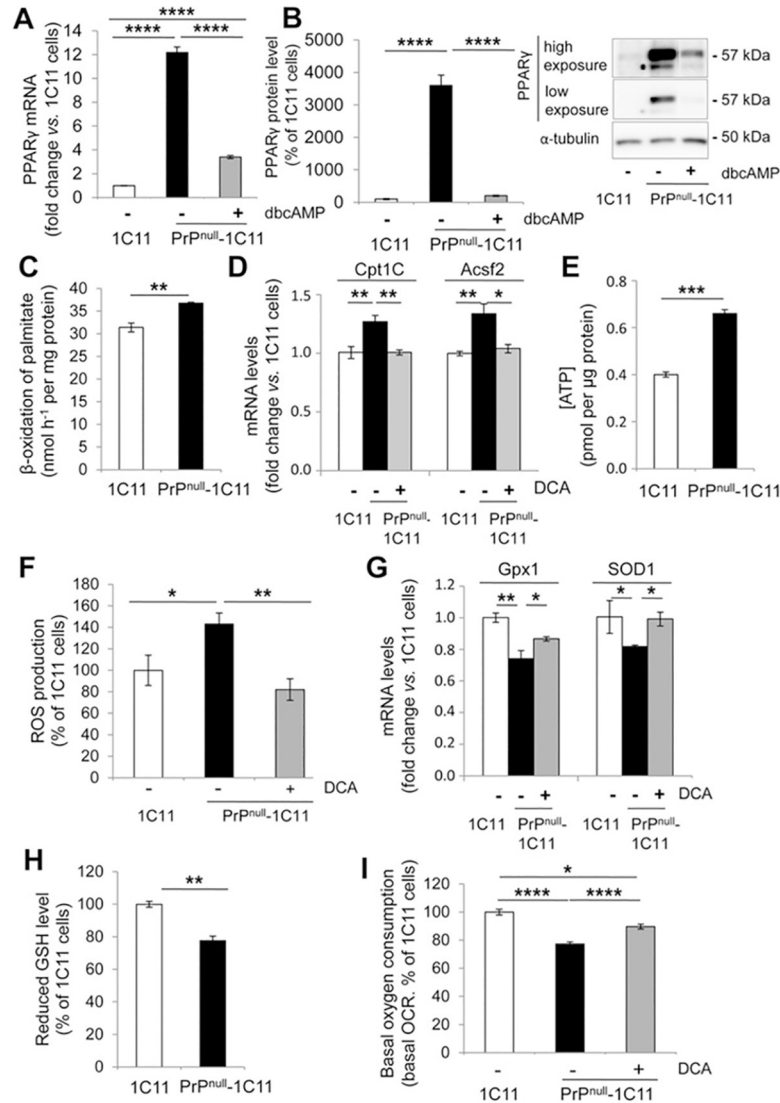 A
****
**** ****
PPARγ mRNA
(fold change vs. 1C11 cells)
14
12
10
8
6
4
2
0
- - +
dbcAMP
1C11
PrPnull-1C11
B
**** ****
PPARγ protein level
(% of 1C11 cells)
5000
4000
3000
2000
1000
0
- - +
dbcAMP
1C11
PrPnull-1C11
PPARγ
high
exposure
- 57 kDa
low
exposure
- 57 kDa
α-tubulin
- 50 kDa
- - +
dbcAMP
1C11 PrPnull-1C11
C
**
β-oxidation of palmitate
(nmol h-1 per mg protein)
40
35
30
25
20
15
10
5
0
1C11
PrPnull-1C11
D
Cpt1C Acsf2
** ** ** *
mRNA levels
(fold change vs. 1C11 cells)
1.5
1.0
0.5
0.0
- - + - - +
DCA
1C11 PrPnull-
1C11
1C11 PrPnull-
1C11
E
***
[ATP]
(pmol per µg protein)
0.8
0.6
0.4
0.2
0.0
1C11 PrPnull-1C11
F
* **
ROS production
(% of 1C11 cells)
180
160
140
120
100
80
60
40
20
0
- - +
DCA
1C11 PrPnull-1C11
G
Gpx1 SOD1
** * * *
mRNA levels
(fold change vs. 1C11 cells)
1.2
1.0
0.8
0.6
0.4
0.2
0.0
- - + - - +
DCA
1C11 PrPnull-
1C11
1C11 PrPnull-
1C11
H
**
Reduced GSH level
(% of 1C11 cells)
120
100
80
60
40
20
0
1C11
PrPnull-1C11
I
*
**** ****
Basal oxygen consumption
(basal OCR. % of 1C11 cells)
120
100
80
60
40
20
0
- - +
DCA
1C11 PrPnull-1C11